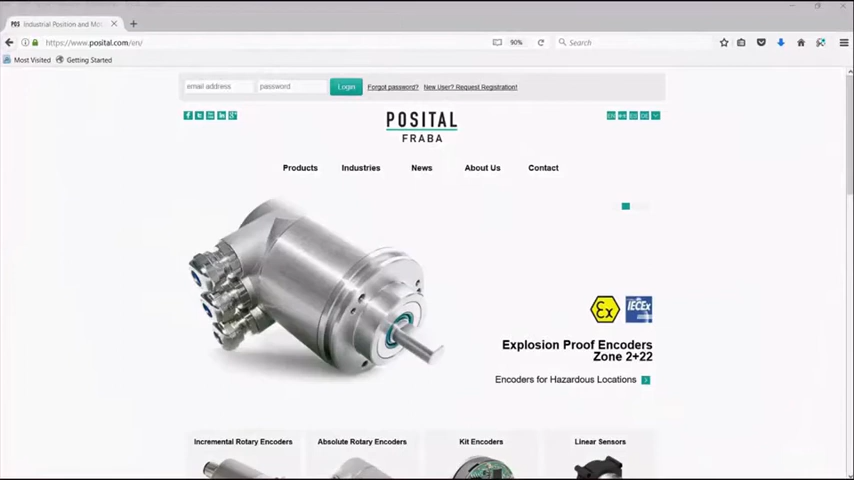 POS Industrial Position and Mo
https://www.posital.com/en/
90%
Search
Most Visited
Getting Started
email address
password
Login
Forgot password?
New User? Request Registration!
POSITAL
FRABA
Products
Industries
News
About Us
Contact
Ex
IECEx
Explosion Proof Encoders
Zone 2+22
Encoders for Hazardous Locations
Incremental Rotary Encoders
Absolute Rotary Encoders
Kit Encoders
Linear Sensors